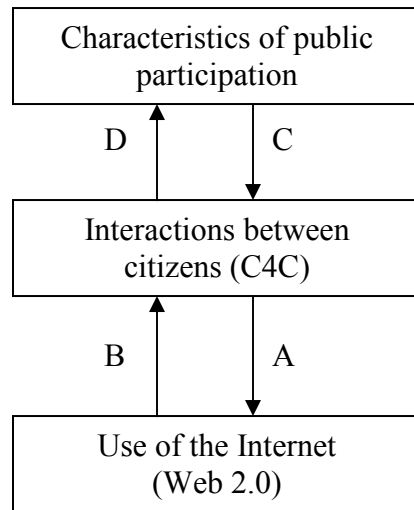 Characteristics of public
participation
D
C
Interactions between
citizens (C4C)
B
A
Use of the Internet
(Web 2.0)